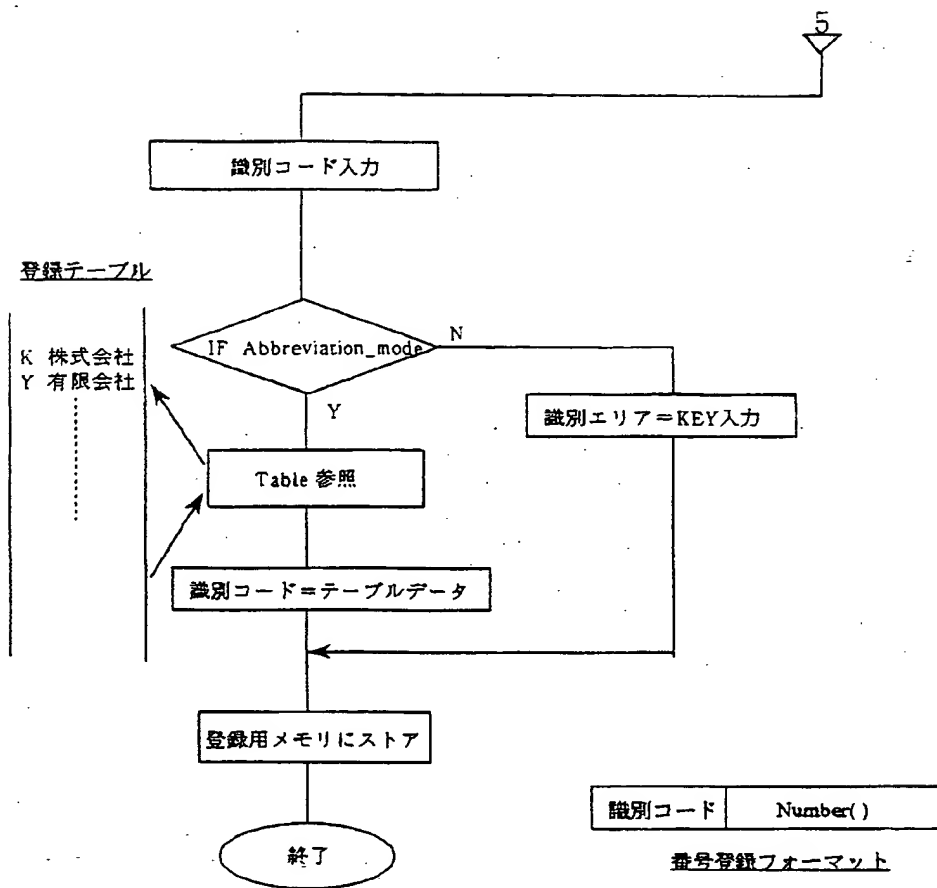 5
識別コード入力
登録テーブル
K 株式会社
Y 有限会社
IF Abbreviation_mode
N
Y
識別エリア=KEY入力
Table 参照
識別コード=テーブルデータ
登録用メモリにストア
終了
識別コード Number()
番号登録フォーマット